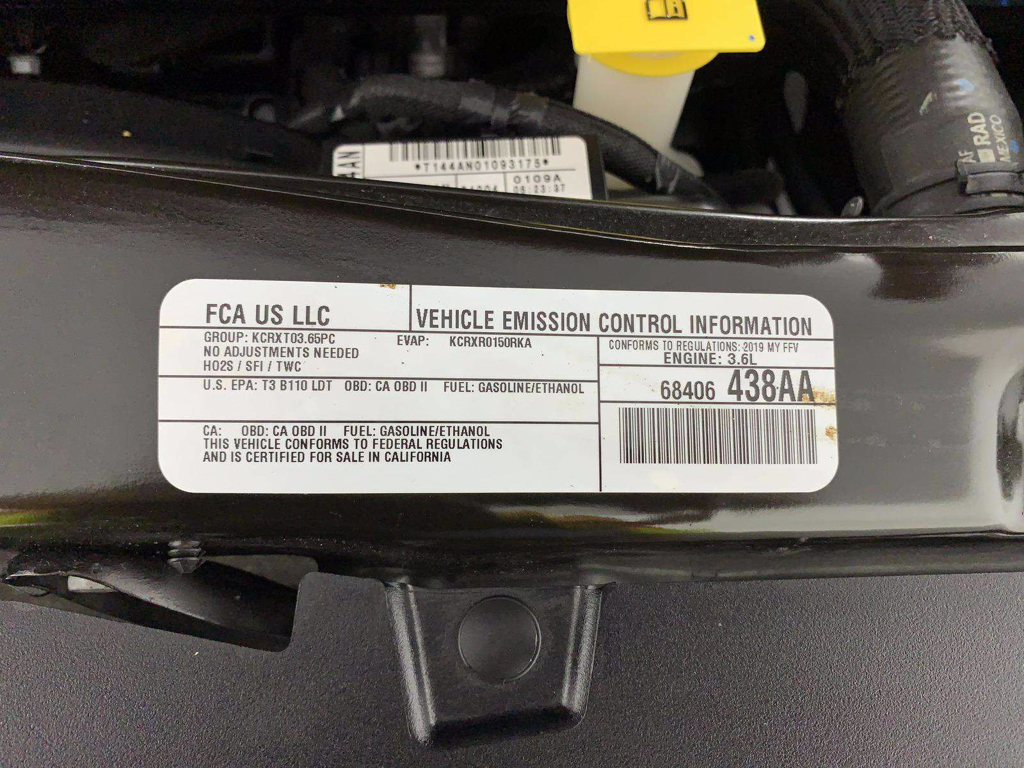 4AN
*T144AN01093175*
0109A
05:23:37
AE
RAD
MEXICO
FCA US LLC
VEHICLE EMISSION CONTROL INFORMATION
GROUP: KCRXT03.65PC EVAP: KCRXR0150RKA
NO ADJUSTMENTS NEEDED
HO2S / SFI / TWC
CONFORMS TO REGULATIONS: 2019 MY FFV
ENGINE: 3.6L
U.S. EPA: T3 B110 LDT OBD: CA OBD II FUEL: GASOLINE/ETHANOL
68406 438AA
CA: OBD: CA OBD II FUEL: GASOLINE/ETHANOL
THIS VEHICLE CONFORMS TO FEDERAL REGULATIONS
AND IS CERTIFIED FOR SALE IN CALIFORNIA